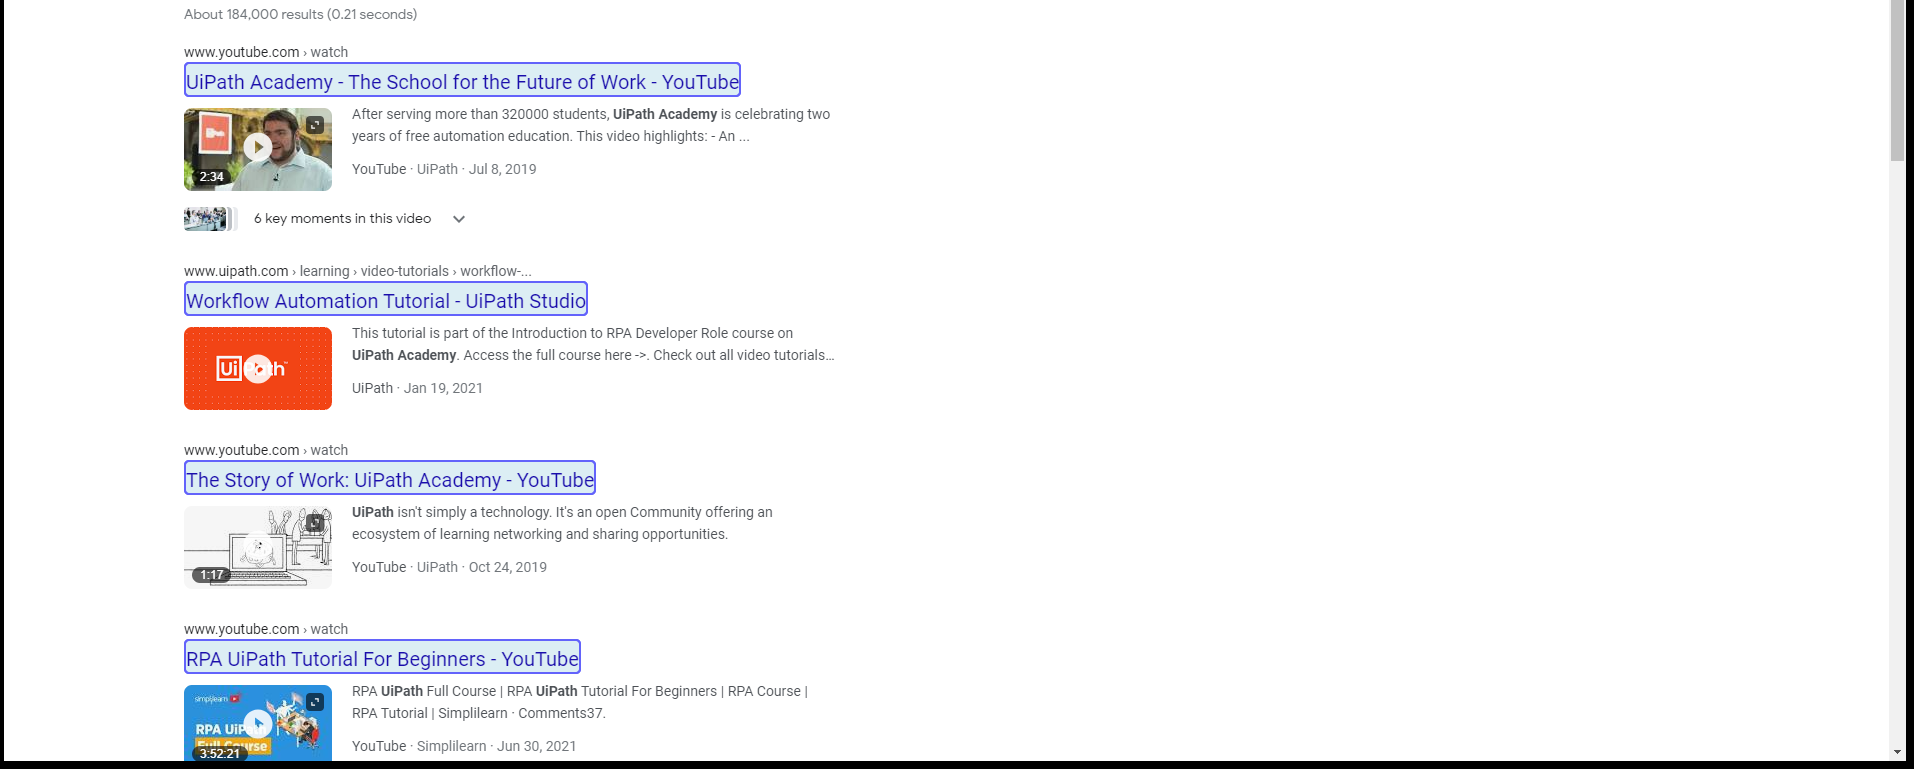 About 184,000 results (0.21 seconds)
www.youtube.com › watch
UiPath Academy - The School for the Future of Work - YouTube
After serving more than 320000 students, UiPath Academy is celebrating two
years of free automation education. This video highlights: - An ...
2:34
YouTube · UiPath · Jul 8, 2019
6 key moments in this video
www.uipath.com › learning › video-tutorials › workflow-...
Workflow Automation Tutorial - UiPath Studio
This tutorial is part of the Introduction to RPA Developer Role course on
UiPath Academy. Access the full course here ->. Check out all video tutorials...
UiPath
UiPath · Jan 19, 2021
www.youtube.com › watch
The Story of Work: UiPath Academy - YouTube
UiPath isn't simply a technology. It's an open Community offering an
ecosystem of learning networking and sharing opportunities.
1:17
YouTube · UiPath · Oct 24, 2019
www.youtube.com › watch
RPA UiPath Tutorial For Beginners - YouTube
RPA UiPath Full Course | RPA UiPath Tutorial For Beginners | RPA Course |
RPA Tutorial | Simplilearn · Comments37.
simplilearn
RPA UiPath
Full Course
3:52:21
YouTube · Simplilearn · Jun 30, 2021